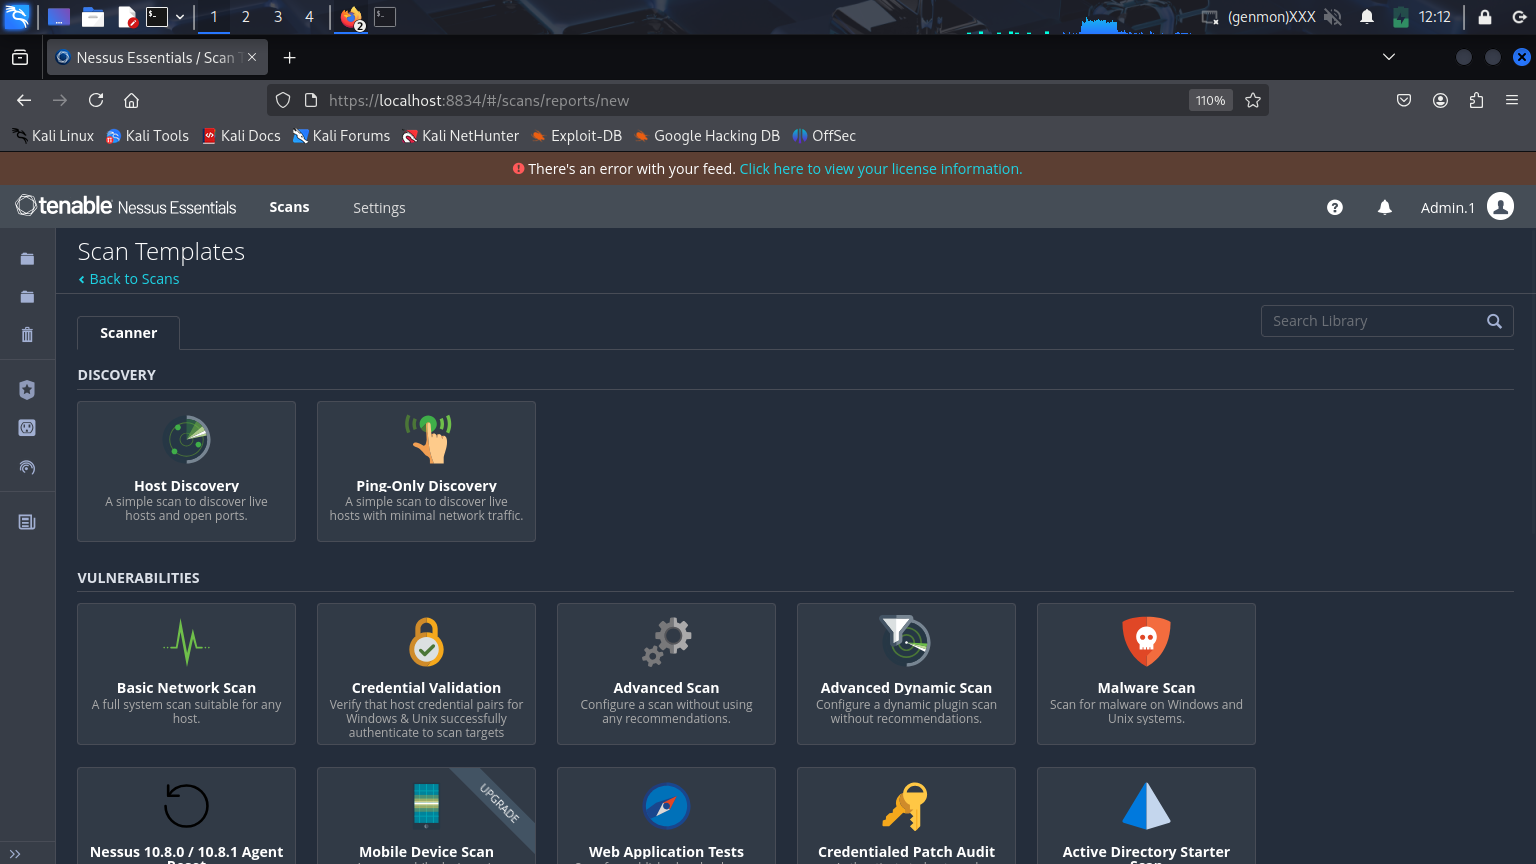 1 2 3 4 2 (genmon)XXX 12:12
Nessus Essentials / Scan T
https://localhost:8834/#/scans/reports/new 110%
Kali Linux Kali Tools Kali Docs Kali Forums Kali NetHunter Exploit-DB Google Hacking DB OffSec
There's an error with your feed. Click here to view your license information.
tenable Nessus Essentials Scans Settings Admin.1
Scan Templates
Back to Scans
Scanner Search Library
DISCOVERY
Host Discovery
A simple scan to discover live
hosts and open ports.
Ping-Only Discovery
A simple scan to discover live
hosts with minimal network traffic.
VULNERABILITIES
Basic Network Scan
A full system scan suitable for any
host.
Credential Validation
Verify that host credential pairs for
Windows & Unix successfully
authenticate to scan targets
Advanced Scan
Configure a scan without using
any recommendations.
Advanced Dynamic Scan
Configure a dynamic plugin scan
without recommendations.
Malware Scan
Scan for malware on Windows and
Unix systems.
Nessus 10.8.0 / 10.8.1 Agent
Reset
UPGRADE
Mobile Device Scan
Web Application Tests
Credentialed Patch Audit
Active Directory Starter
Scan